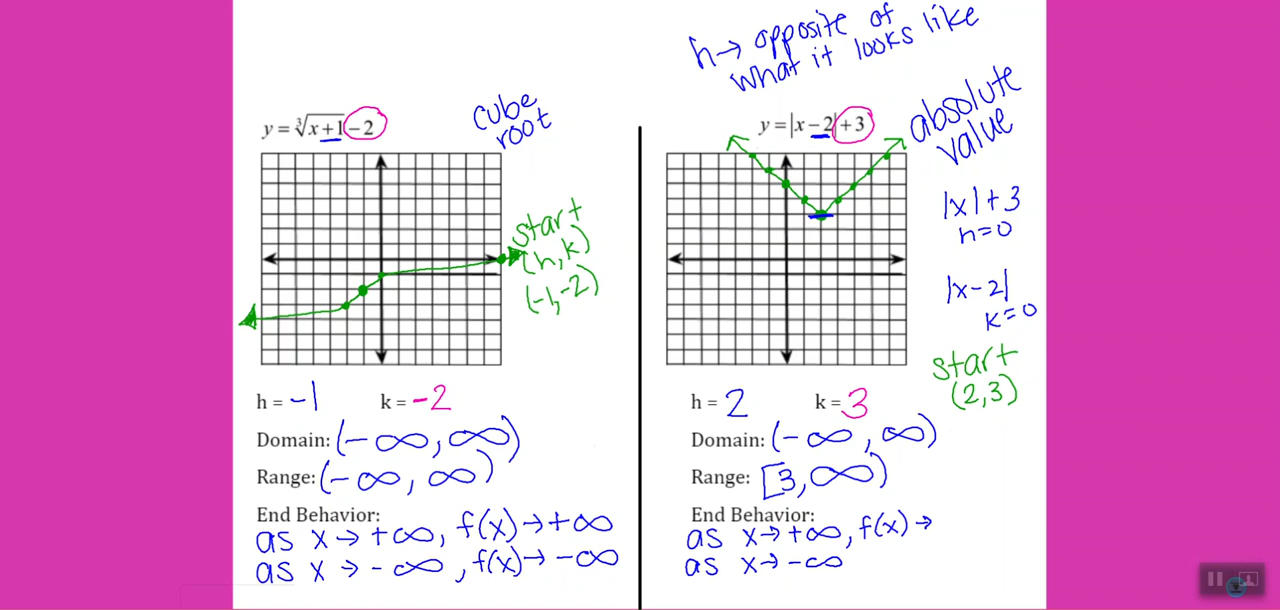 h → opposite of
what it looks like
y = ∛x+1 − 2
cube
root
start
(h, k)
(-1, -2)
h = -1 k = -2
Domain: (-∞, ∞)
Range: (-∞, ∞)
End Behavior:
as x → +∞, f(x) → +∞
as x → -∞, f(x) → -∞
y = |x − 2| + 3
absolute
value
|x| + 3
h = 0
|x - 2|
k = 0
start
(2, 3)
h = 2 k = 3
Domain: (-∞, ∞)
Range: [3, ∞)
End Behavior:
as x → +∞, f(x) →
as x → -∞